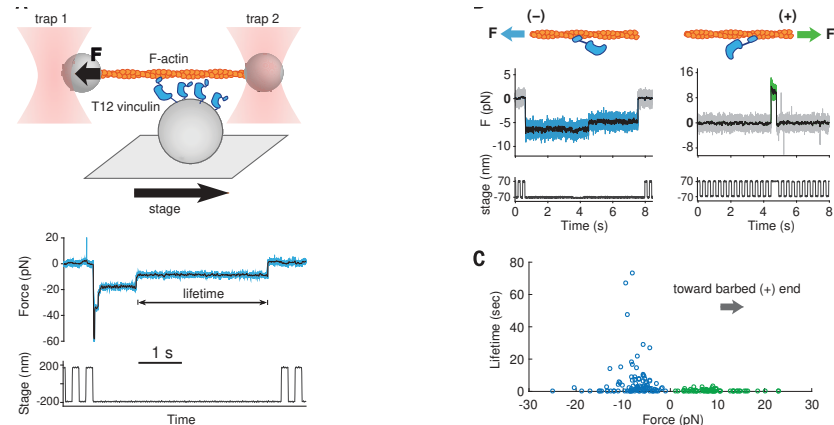 trap 1
trap 2
F
F-actin
T12 vinculin
stage
Force (pN)
20
0
-20
-40
-60
lifetime
1 s
Stage (nm)
200
-200
Time
(–)
(+)
F
F
F (pN)
5
0
-5
-10
16
8
0
-8
stage (nm)
70
-70
70
-70
0 2 4 6 8
0 2 4 6 8
Time (s)
Time (s)
C
Lifetime (sec)
80
60
40
20
0
toward barbed (+) end
-30 -20 -10 0 10 20 30
Force (pN)